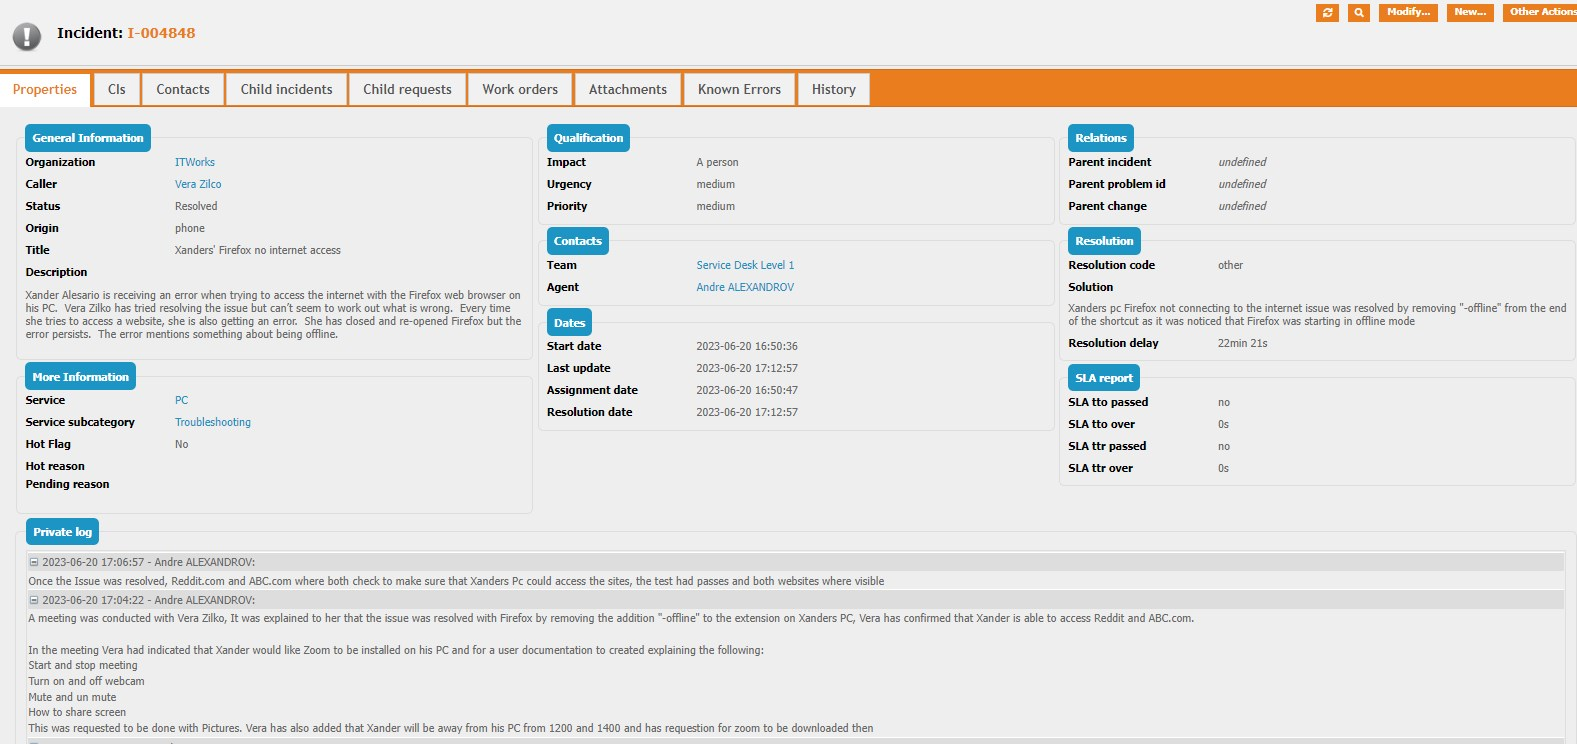 Modify...
New...
Other Actions
Incident: I-004848
Properties
CIs
Contacts
Child incidents
Child requests
Work orders
Attachments
Known Errors
History
General Information
Organization ITWorks
Caller Vera Zilco
Status Resolved
Origin phone
Title Xanders' Firefox no internet access
Description
Xander Alesario is receiving an error when trying to access the internet with the Firefox web browser on
his PC. Vera Zilko has tried resolving the issue but can't seem to work out what is wrong. Every time
she tries to access a website, she is also getting an error. She has closed and re-opened Firefox but the
error persists. The error mentions something about being offline.
More Information
Service PC
Service subcategory Troubleshooting
Hot Flag No
Hot reason
Pending reason
Qualification
Impact A person
Urgency medium
Priority medium
Contacts
Team Service Desk Level 1
Agent Andre ALEXANDROV
Dates
Start date 2023-06-20 16:50:36
Last update 2023-06-20 17:12:57
Assignment date 2023-06-20 16:50:47
Resolution date 2023-06-20 17:12:57
Relations
Parent incident undefined
Parent problem id undefined
Parent change undefined
Resolution
Resolution code other
Solution
Xanders pc Firefox not connecting to the internet issue was resolved by removing "-offline" from the end
of the shortcut as it was noticed that Firefox was starting in offline mode
Resolution delay 22min 21s
SLA report
SLA tto passed no
SLA tto over 0s
SLA ttr passed no
SLA ttr over 0s
Private log
2023-06-20 17:06:57 - Andre ALEXANDROV:
Once the Issue was resolved, Reddit.com and ABC.com where both check to make sure that Xanders Pc could access the sites, the test had passes and both websites where visible
2023-06-20 17:04:22 - Andre ALEXANDROV:
A meeting was conducted with Vera Zilko, It was explained to her that the issue was resolved with Firefox by removing the addition "-offline" to the extension on Xanders PC, Vera has confirmed that Xander is able to access Reddit and ABC.com.
In the meeting Vera had indicated that Xander would like Zoom to be installed on his PC and for a user documentation to created explaining the following:
Start and stop meeting
Turn on and off webcam
Mute and un mute
How to share screen
This was requested to be done with Pictures. Vera has also added that Xander will be away from his PC from 1200 and 1400 and has requestion for zoom to be downloaded then